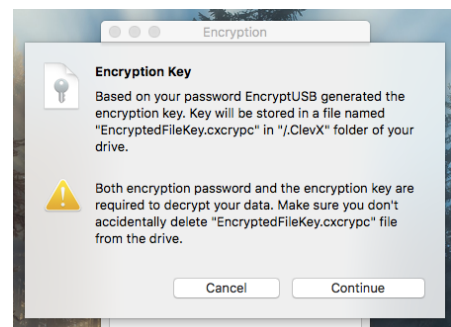 Encryption
Encryption Key
Based on your password EncryptUSB generated the
encryption key. Key will be stored in a file named
"EncryptedFileKey.cxcrypc" in "/.ClevX" folder of your
drive.
Both encryption password and the encryption key are
required to decrypt your data. Make sure you don't
accidentally delete "EncryptedFileKey.cxcrypc" file
from the drive.
Cancel
Continue